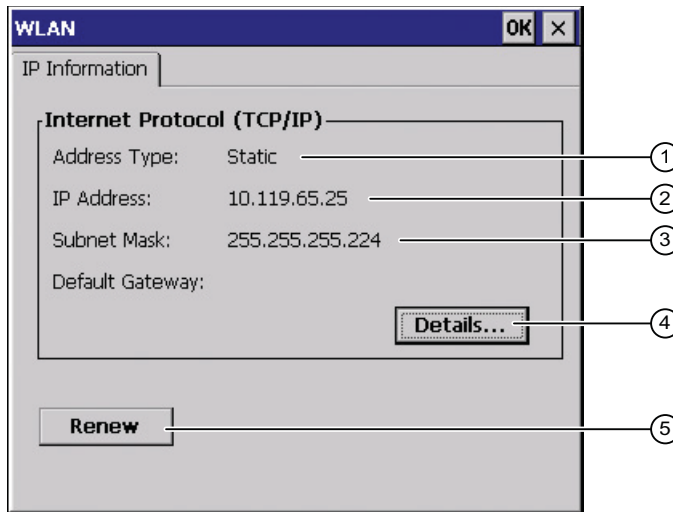 WLAN OK ×
IP Information
Internet Protocol (TCP/IP)
Address Type: Static 1
IP Address: 10.119.65.25 2
Subnet Mask: 255.255.255.224 3
Default Gateway:
Details... 4
Renew 5